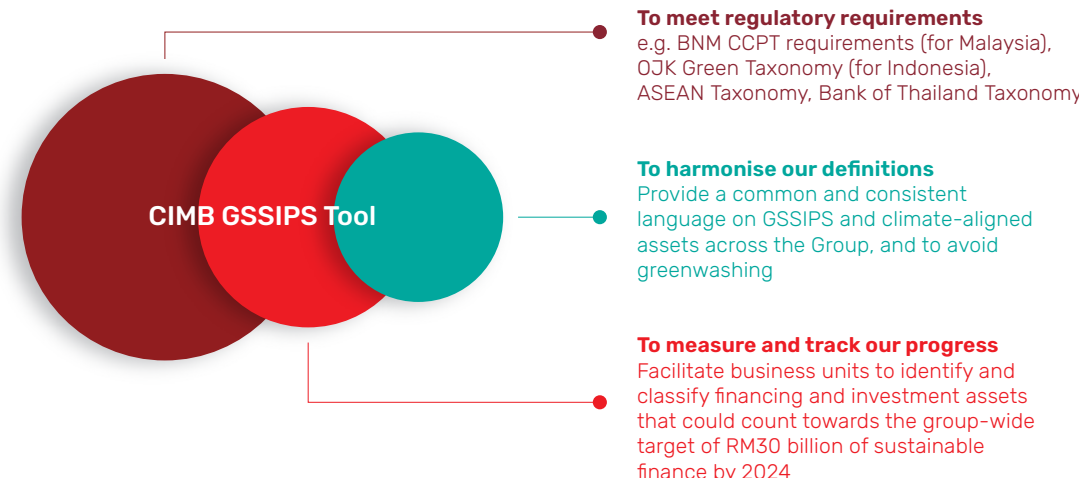 To meet regulatory requirements
e.g. BNM CCPT requirements (for Malaysia),
OJK Green Taxonomy (for Indonesia),
ASEAN Taxonomy, Bank of Thailand Taxonomy
CIMB GSSIPS Tool
To harmonise our definitions
Provide a common and consistent
language on GSSIPS and climate-aligned
assets across the Group, and to avoid
greenwashing
To measure and track our progress
Facilitate business units to identify and
classify financing and investment assets
that could count towards the group-wide
target of RM30 billion of sustainable
finance by 2024